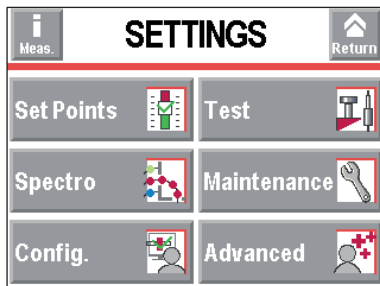 i
Meas.
SETTINGS
Return
Set Points
Test
Spectro
Maintenance
Config.
Advanced